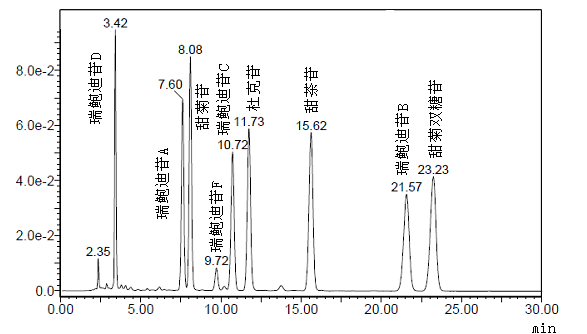 3.42
瑞鲍迪苷D
8.08
7.60
甜菊苷
瑞鲍迪苷C
杜克苷
甜茶苷
瑞鲍迪苷B
甜菊双糖苷
8.0e-2
6.0e-2
4.0e-2
2.0e-2
0.0
11.73
15.62
10.72
瑞鲍迪苷A
瑞鲍迪苷F
23.23
21.57
2.35
9.72
0.00
5.00
10.00
15.00
20.00
25.00
30.00
min